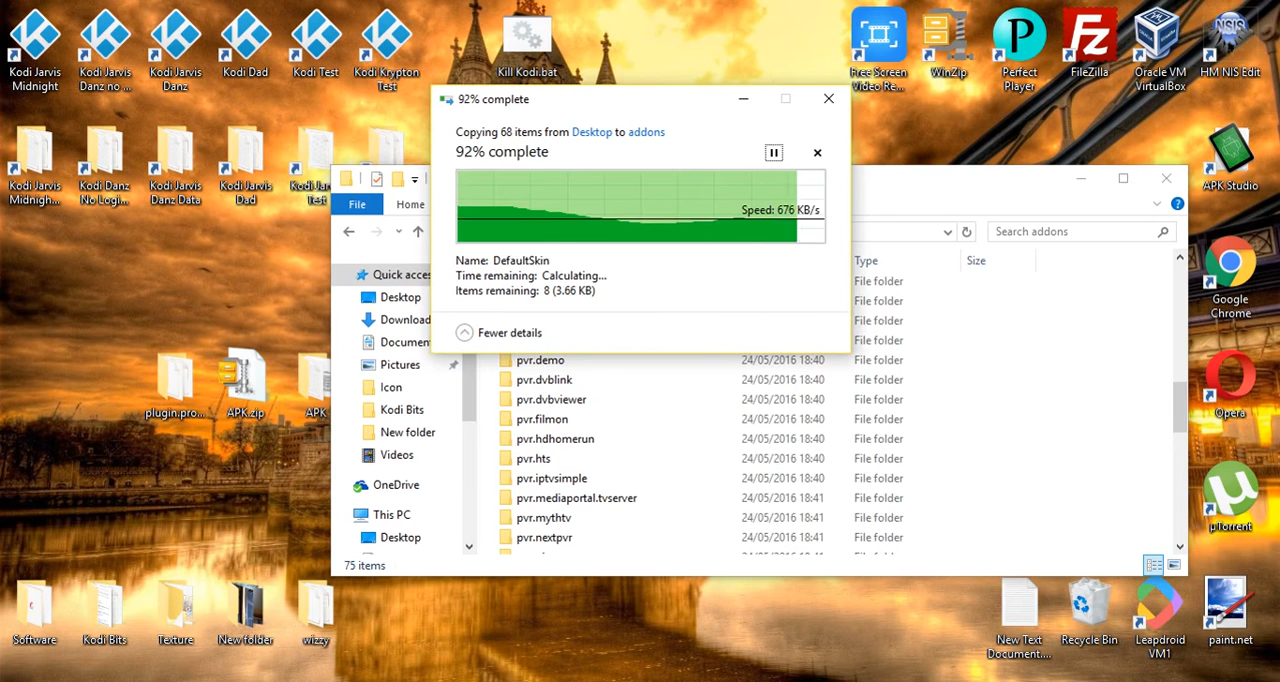 Kodi Jarvis
Midnight
Kodi Jarvis
Danz no ...
Kodi Jarvis
Danz
Kodi Dad
Kodi Test
Kodi Krypton
Test
Kill Kodi.bat
Free Screen
Video Re...
WinZip
Perfect
Player
FileZilla
Oracle VM
VirtualBox
NSIS
HM NIS Edit
Kodi Jarvis
Midnigh...
Kodi Danz
No Logi...
Kodi Jarvis
Danz Data
Kodi Jarvis
Dad
Test
APK Studio
Google
Chrome
Opera
µTorrent
plugin.pro...
APK.zip
APK
92% complete
Copying 68 items from Desktop to addons
92% complete
Speed: 676 KB/s
Name: DefaultSkin
Time remaining: Calculating...
Items remaining: 8 (3.66 KB)
Fewer details
File
Home
Search addons
Type
Size
Quick acces
Desktop
Download
Documen
Pictures
Icon
Kodi Bits
New folder
Videos
OneDrive
This PC
Desktop
File folder
File folder
File folder
File folder
pvr.demo 24/05/2016 18:40 File folder
pvr.dvblink 24/05/2016 18:40 File folder
pvr.dvbviewer 24/05/2016 18:40 File folder
pvr.filmon 24/05/2016 18:40 File folder
pvr.hdhomerun 24/05/2016 18:40 File folder
pvr.hts 24/05/2016 18:40 File folder
pvr.iptvsimple 24/05/2016 18:40 File folder
pvr.mediaportal.tvserver 24/05/2016 18:41 File folder
pvr.mythtv 24/05/2016 18:41 File folder
pvr.nextpvr 24/05/2016 18:41 File folder
75 items
Software
Kodi Bits
Texture
New folder
wizzy
New Text
Document....
Recycle Bin
Leapdroid
VM1
paint.net